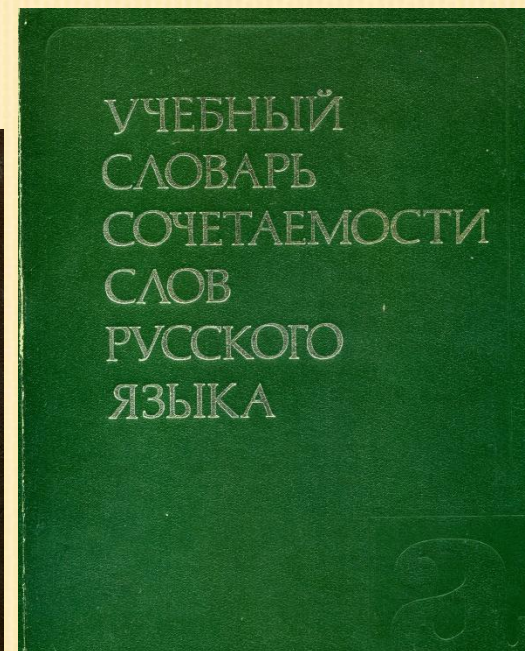 УЧЕБНЫЙ
СЛОВАРЬ
СОЧЕТАЕМОСТИ
СЛОВ
РУССКОГО
ЯЗЫКА
а